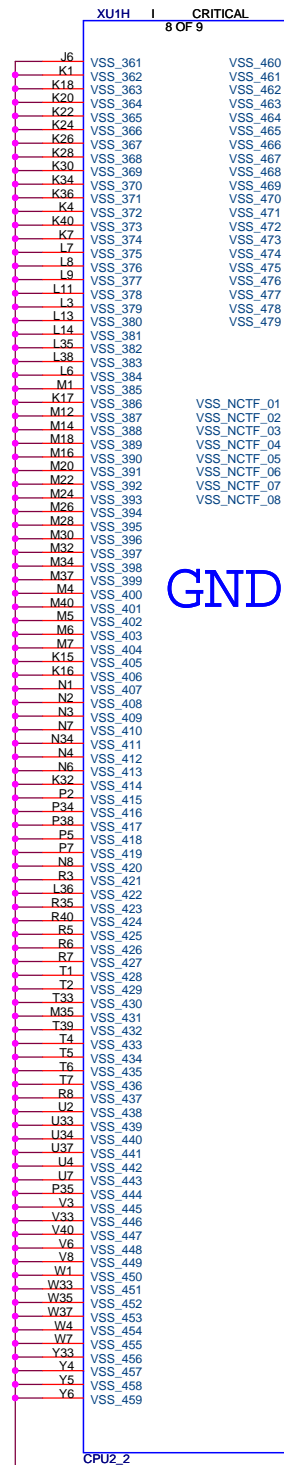 XU1H I CRITICAL
8 OF 9
J6 VSS_361 VSS_460
K1 VSS_362 VSS_461
K18 VSS_363 VSS_462
K20 VSS_364 VSS_463
K22 VSS_365 VSS_464
K24 VSS_366 VSS_465
K26 VSS_367 VSS_466
K28 VSS_368 VSS_467
K30 VSS_369 VSS_468
K34 VSS_370 VSS_469
K36 VSS_371 VSS_470
K4 VSS_372 VSS_471
K40 VSS_373 VSS_472
K7 VSS_374 VSS_473
L7 VSS_375 VSS_474
L8 VSS_376 VSS_475
L9 VSS_377 VSS_476
L11 VSS_378 VSS_477
L3 VSS_379 VSS_478
L13 VSS_380 VSS_479
L14 VSS_381
L35 VSS_382
L38 VSS_383
L6 VSS_384
M1 VSS_385
K17 VSS_386 VSS_NCTF_01
M12 VSS_387 VSS_NCTF_02
M14 VSS_388 VSS_NCTF_03
M18 VSS_389 VSS_NCTF_04
M16 VSS_390 VSS_NCTF_05
M20 VSS_391 VSS_NCTF_06
M22 VSS_392 VSS_NCTF_07
M24 VSS_393 VSS_NCTF_08
M26 VSS_394
M28 VSS_395
M30 VSS_396
M32 VSS_397
M34 VSS_398
M37 VSS_399
GND
M4 VSS_400
M40 VSS_401
M5 VSS_402
M6 VSS_403
M7 VSS_404
K15 VSS_405
K16 VSS_406
N1 VSS_407
N2 VSS_408
N3 VSS_409
N7 VSS_410
N34 VSS_411
N4 VSS_412
N6 VSS_413
K32 VSS_414
P2 VSS_415
P34 VSS_416
P38 VSS_417
P5 VSS_418
P7 VSS_419
N8 VSS_420
R3 VSS_421
L36 VSS_422
R35 VSS_423
R40 VSS_424
R5 VSS_425
R6 VSS_426
R7 VSS_427
T1 VSS_428
T2 VSS_429
T33 VSS_430
M35 VSS_431
T39 VSS_432
T4 VSS_433
T5 VSS_434
T6 VSS_435
T7 VSS_436
R8 VSS_437
U2 VSS_438
U33 VSS_439
U34 VSS_440
U37 VSS_441
U4 VSS_442
U7 VSS_443
P35 VSS_444
V3 VSS_445
V33 VSS_446
V40 VSS_447
V6 VSS_448
V8 VSS_449
W1 VSS_450
W33 VSS_451
W35 VSS_452
W37 VSS_453
W4 VSS_454
W7 VSS_455
Y33 VSS_456
Y4 VSS_457
Y5 VSS_458
Y6 VSS_459
CPU2_2